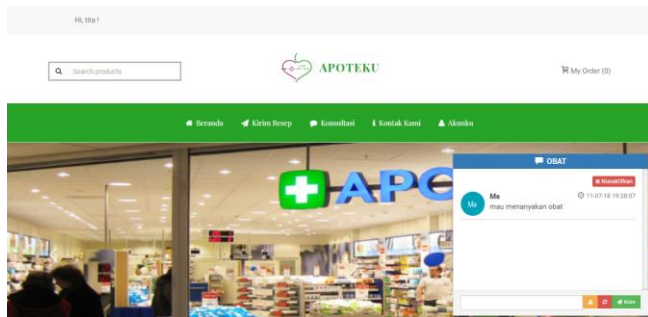 Hi, tita !
Search products
APOTEKU
My Order (0)
Beranda
Kirim Resep
Konsultasi
Kontak Kami
Akunku
APO
OBAT
Nonaktifkan
Me
Me
11-07-18 19:28:07
mau menanyakan obat
Kirim